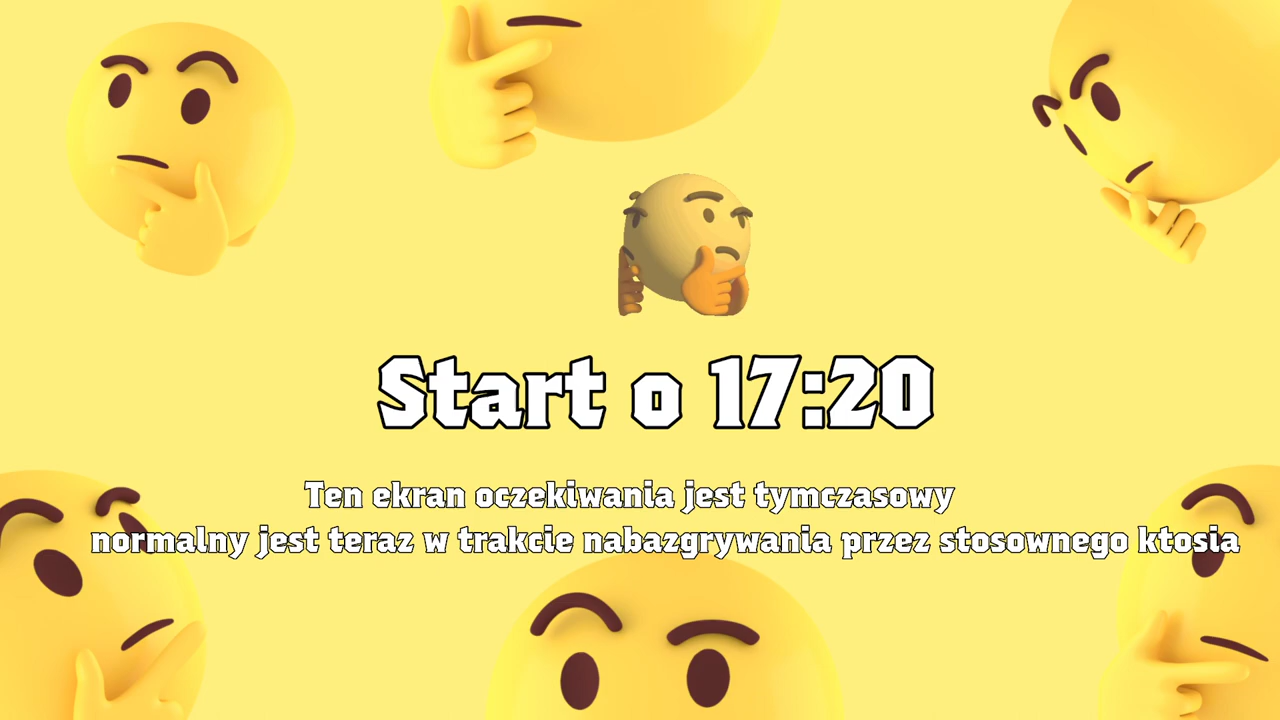 Start o 17:20
Ten ekran oczekiwania jest tymczasowy
normalny jest teraz w trakcie nabazgrywania przez stosownego ktosia